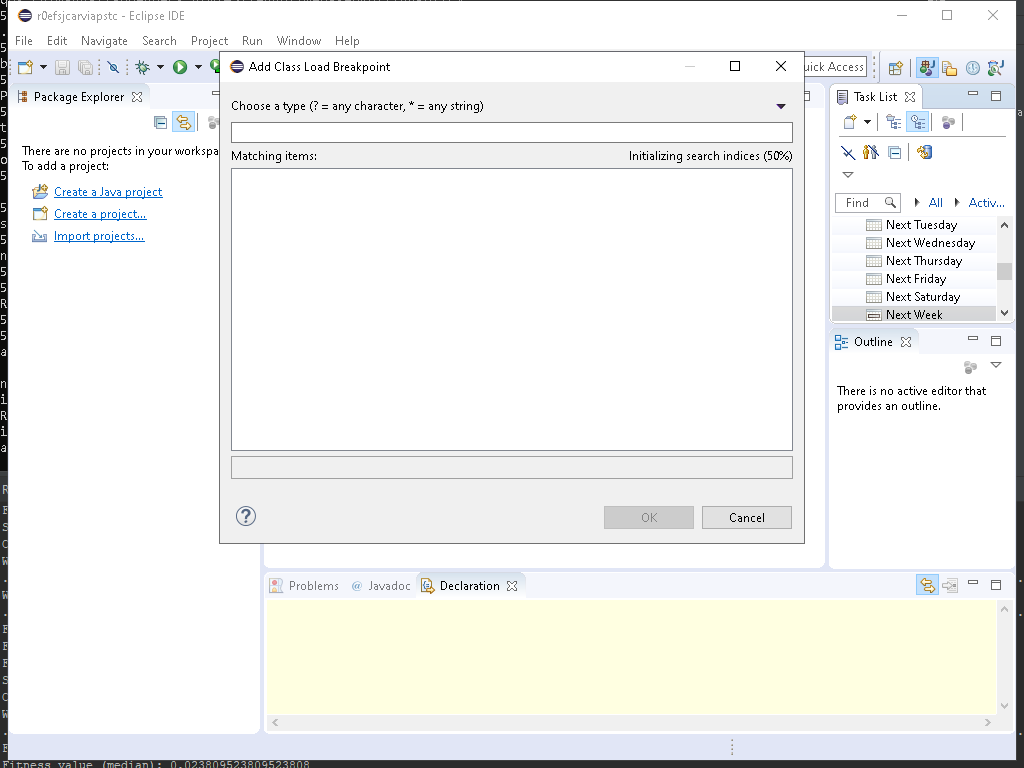 r0efsjcarviapstc - Eclipse IDE
File Edit Navigate Search Project Run Window Help
Add Class Load Breakpoint
uick Access
Package Explorer
Task List
Choose a type (? = any character, * = any string)
Matching items:
Initializing search indices (50%)
There are no projects in your workspa
To add a project:
Create a Java project
Create a project...
Import projects...
Find
All
Activ...
Next Tuesday
Next Wednesday
Next Thursday
Next Friday
Next Saturday
Next Week
Outline
There is no active editor that
provides an outline.
OK
Cancel
Problems
@ Javadoc
Declaration
Fitness value (median): 0.023809523809523808